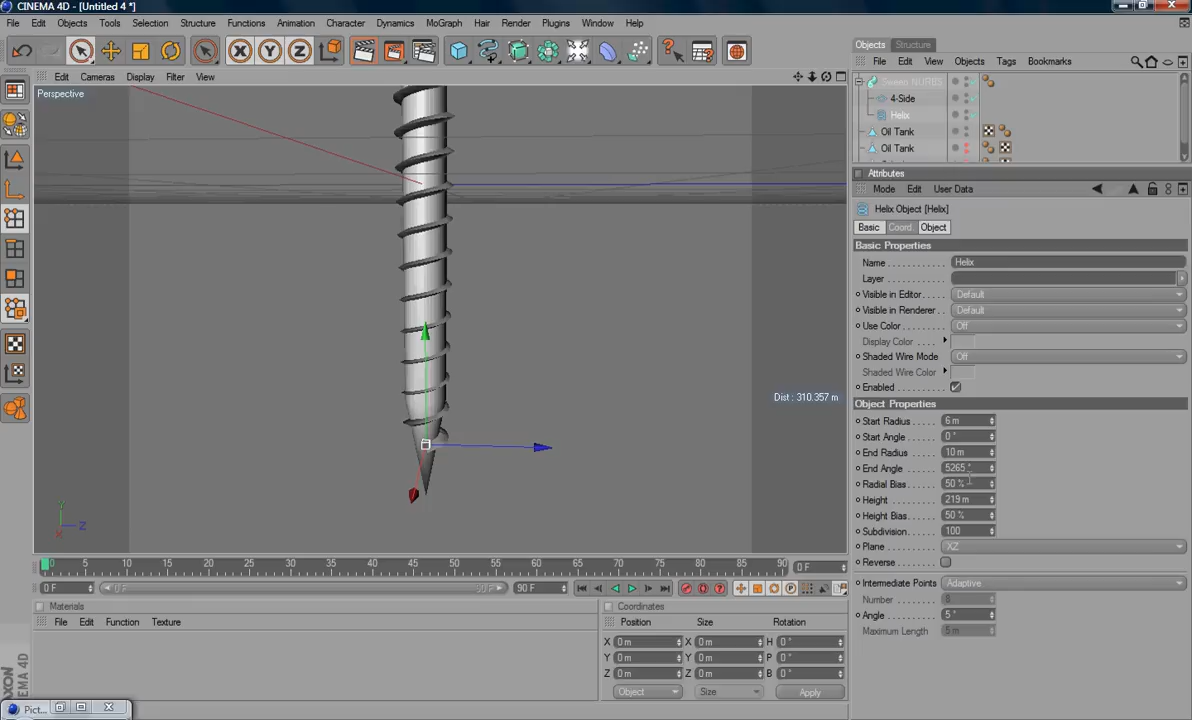 CINEMA 4D - [Untitled 4 *]
File Edit Objects Tools Selection Structure Functions Animation Character Dynamics MoGraph Hair Render Plugins Window Help
X Y Z
Objects Structure
File Edit View Objects Tags Bookmarks
Edit Cameras Display Filter View
Perspective
Sweep NURBS
4-Side
Helix
Oil Tank
Oil Tank
Attributes
Mode Edit User Data
Helix Object [Helix]
Basic Coord. Object
Basic Properties
Name Helix
Layer
Visible in Editor Default
Visible in Renderer Default
Use Color Off
Display Color
Shaded Wire Mode Off
Shaded Wire Color
Enabled
Object Properties
Start Radius 6 m
Start Angle 0 °
End Radius 10 m
End Angle 5265 °
Radial Bias 50 %
Height 219 m
Height Bias 50 %
Subdivision 100
Plane XZ
Reverse
Intermediate Points Adaptive
Number 8
Angle 5 °
Maximum Length 5 m
Dist : 310.357 m
Y
Z
X
0 5 10 15 20 25 30 35 40 45 50 55 60 65 70 75 80 85 90 0 F
0 F 0 F 90 F 90 F
Materials
File Edit Function Texture
Coordinates
Position Size Rotation
X 0 m X 0 m H 0 °
Y 0 m Y 0 m P 0 °
Z 0 m Z 0 m B 0 °
Object Size Apply
MAXON
Pict...